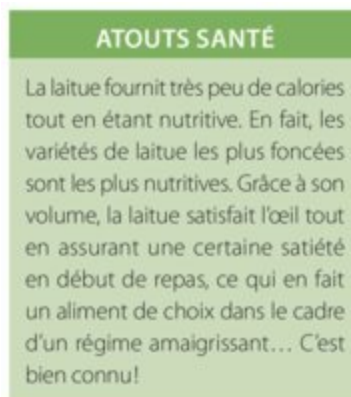 ATOUTS SANTÉ
La laitue fournit très peu de calories
tout en étant nutritive. En fait, les
variétés de laitue les plus foncées
sont les plus nutritives. Grâce à son
volume, la laitue satisfait l’œil tout
en assurant une certaine satiété
en début de repas, ce qui en fait
un aliment de choix dans le cadre
d’un régime amaigrissant… C’est
bien connu!